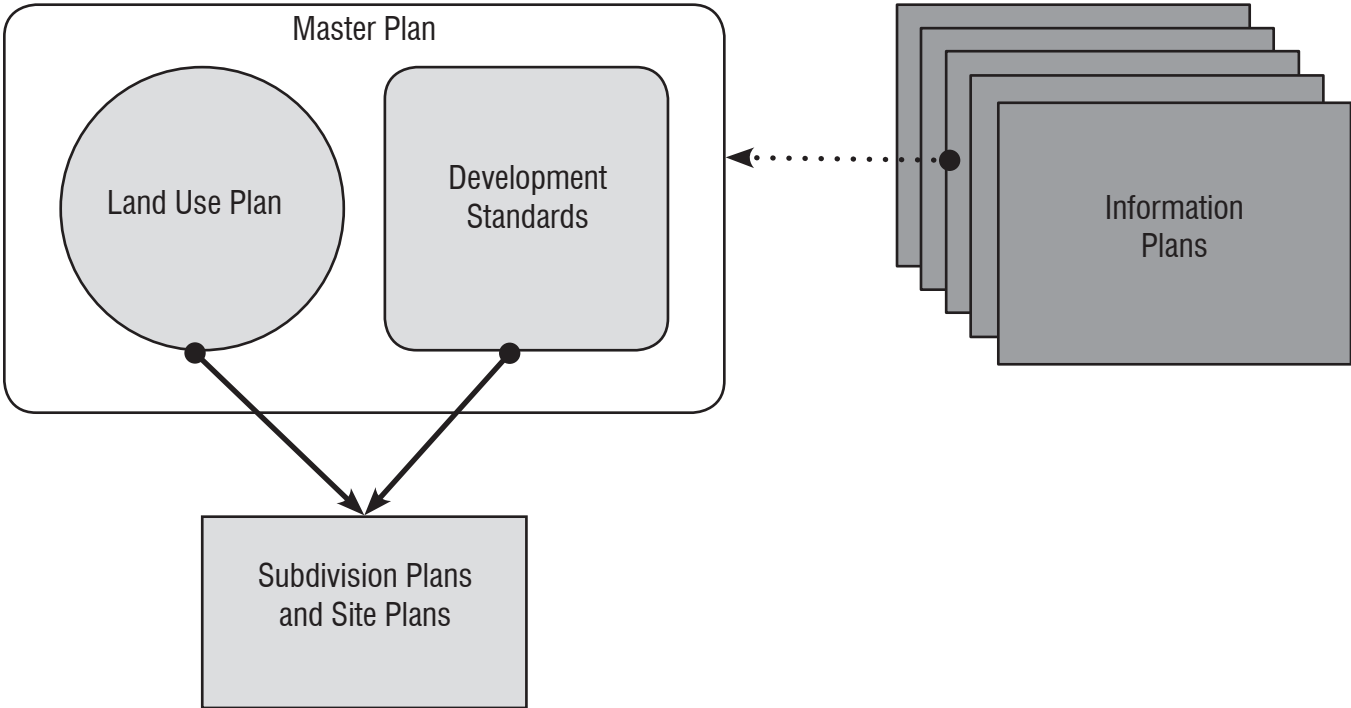 Master Plan
Land Use Plan
Development
Standards
Information
Plans
Subdivision Plans
and Site Plans